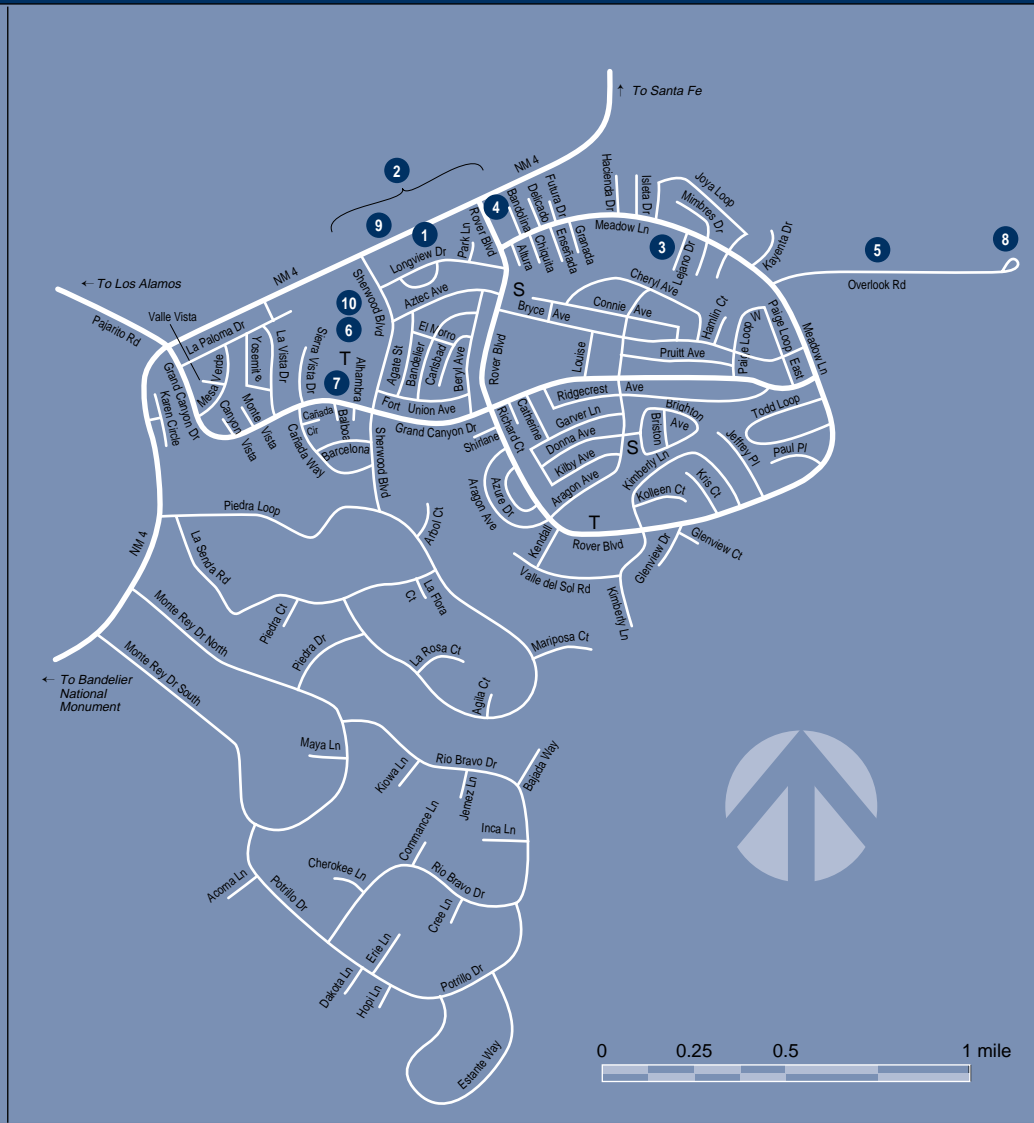 ↑ To Santa Fe
NM 4
2
9
1
4
Rover Blvd
Park Ln
Longview Dr
Bandolina
Delicado
Futura Dr
Altura
Chiquita
Enseñada
Granada
Hacienda Dr
Isleta Dr
Joya Loop
Mimbres Dr
Meadow Ln
3
Lejano Dr
Kayenta Dr
5
8
Overlook Rd
← To Los Alamos
NM 4
Pajarito Rd
Valle Vista
La Paloma Dr
Sherwood Blvd
Aztec Ave
S
Bryce Ave
Cheryl Ave
Connie Ave
Hamlin Ct
Paige Loop W
Paige Loop East
Meadow Ln
10
6
T
7
Alhambra
Sierra Vista Dr
La Vista Dr
Yosemite
Mesa Verde
Grand Canyon Dr
Karen Circle
Canyon Vista
Monte Vista
Agate St
Bandelier
El Morro
Carlsbad
Beryl Ave
Rover Blvd
Louise
Pruitt Ave
Fort Union Ave
Grand Canyon Dr
Cañada Cir
Balboa
Barcelona
Cañada Way
Sherwood Blvd
Shirlane
Richard Ct
Catherine
Ridgecrest Ave
Garver Ln
Donna Ave
Kilby Ave
Aragon Ave
S
Brighton Ave
Briston
Kimberly Ln
Kolleen Ct
Kris Ct
Jeffrey Pl
Todd Loop
Paul Pl
Azure Dr
Aragon Ave
Kendall
T
Rover Blvd
Glenview Dr
Glenview Ct
Valle del Sol Rd
Kimberly Ln
Piedra Loop
Arbol Ct
NM 4
La Senda Rd
La Flora Ct
Piedra Ct
Monte Rey Dr North
Piedra Dr
La Rosa Ct
Mariposa Ct
Agila Ct
Monte Rey Dr South
← To Bandelier
National
Monument
Maya Ln
Kiowa Ln
Rio Bravo Dr
Bajada Way
Jemez Ln
Commance Ln
Inca Ln
Cherokee Ln
Rio Bravo Dr
Acoma Ln
Potrillo Dr
Cree Ln
Erie Ln
Dakota Ln
Hopi Ln
Potrillo Dr
Estante Way
0 0.25 0.5 1 mile